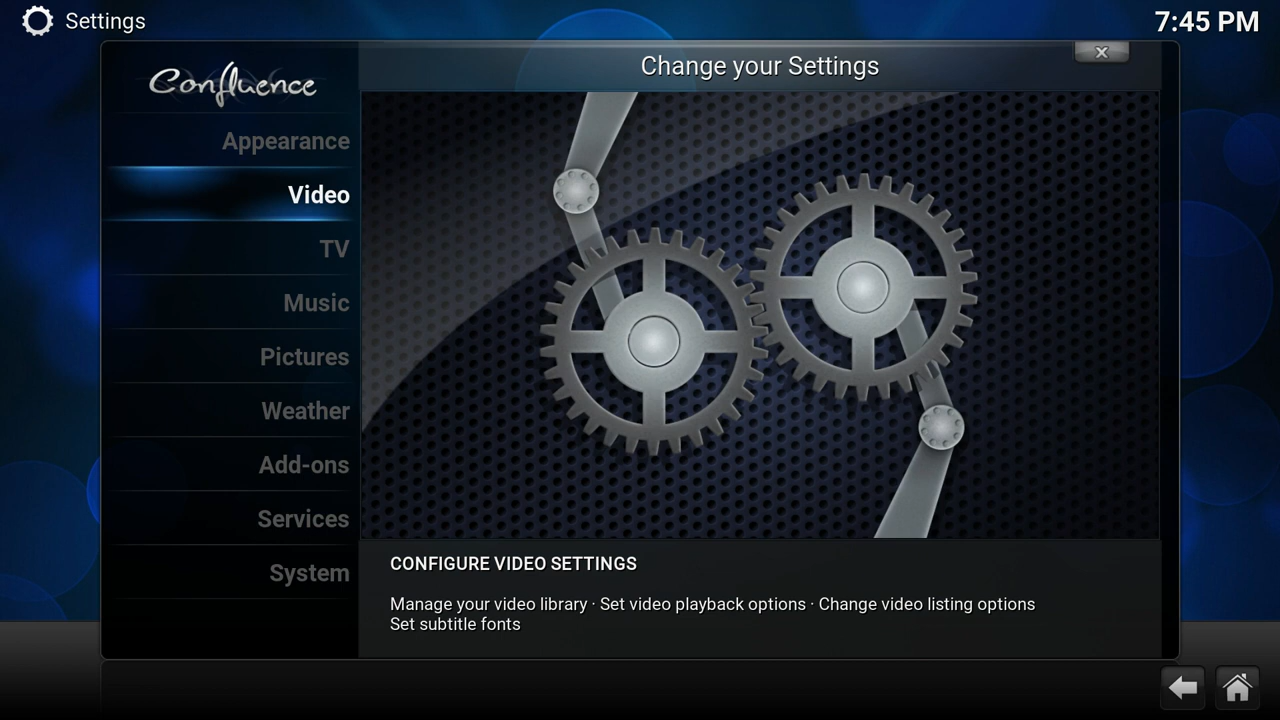 Settings
7:45 PM
Confluence
Change your Settings
Appearance
Video
TV
Music
Pictures
Weather
Add-ons
Services
System
CONFIGURE VIDEO SETTINGS
Manage your video library · Set video playback options · Change video listing options
Set subtitle fonts